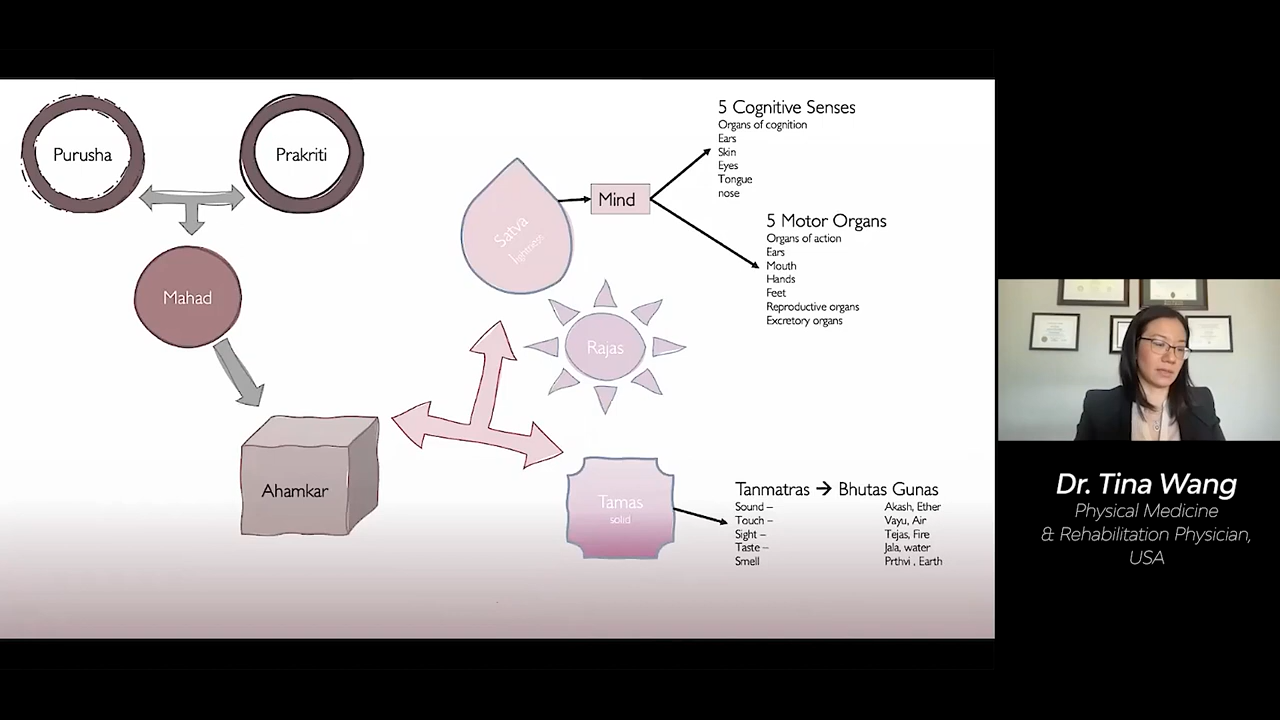 Purusha
Prakriti
Mahad
Ahamkar
Satva
lightness
Rajas
Tamas
solid
Mind
5 Cognitive Senses
Organs of cognition
Ears
Skin
Eyes
Tongue
nose
5 Motor Organs
Organs of action
Ears
Mouth
Hands
Feet
Reproductive organs
Excretory organs
Tanmatras → Bhutas Gunas
Sound – Akash, Ether
Touch – Vayu, Air
Sight – Tejas, Fire
Taste – Jala, water
Smell Prthvi , Earth
Dr. Tina Wang
Physical Medicine
& Rehabilitation Physician,
USA